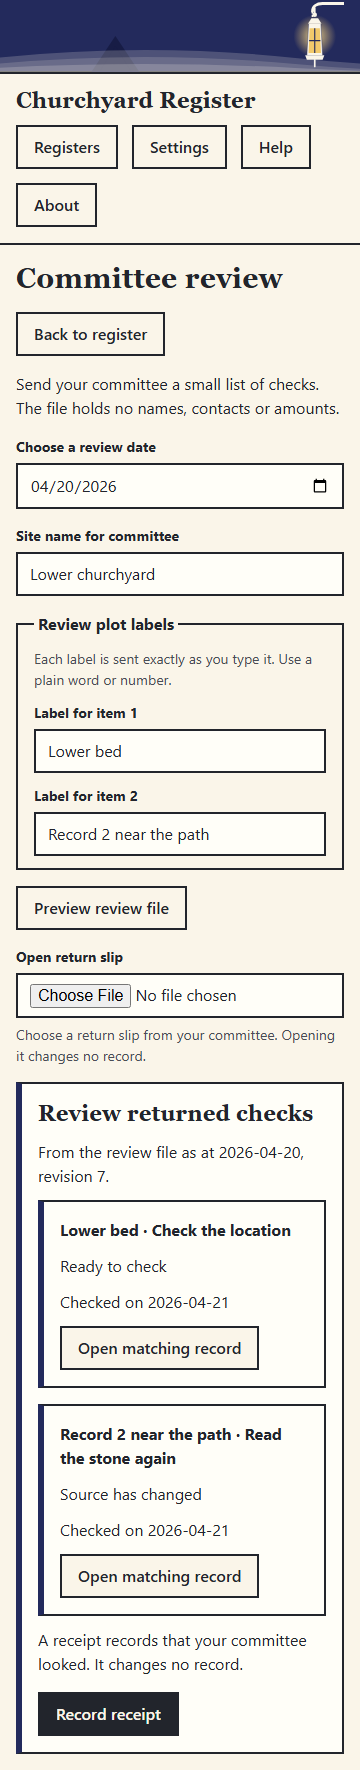 Churchyard Register
Registers
Settings
Help
About
Committee review
Back to register
Send your committee a small list of checks.
The file holds no names, contacts or amounts.
Choose a review date
04/20/2026
Site name for committee
Lower churchyard
Review plot labels
Each label is sent exactly as you type it. Use a
plain word or number.
Label for item 1
Lower bed
Label for item 2
Record 2 near the path
Preview review file
Open return slip
Choose File No file chosen
Choose a return slip from your committee. Opening
it changes no record.
Review returned checks
From the review file as at 2026-04-20,
revision 7.
Lower bed · Check the location
Ready to check
Checked on 2026-04-21
Open matching record
Record 2 near the path · Read
the stone again
Source has changed
Checked on 2026-04-21
Open matching record
A receipt records that your committee
looked. It changes no record.
Record receipt